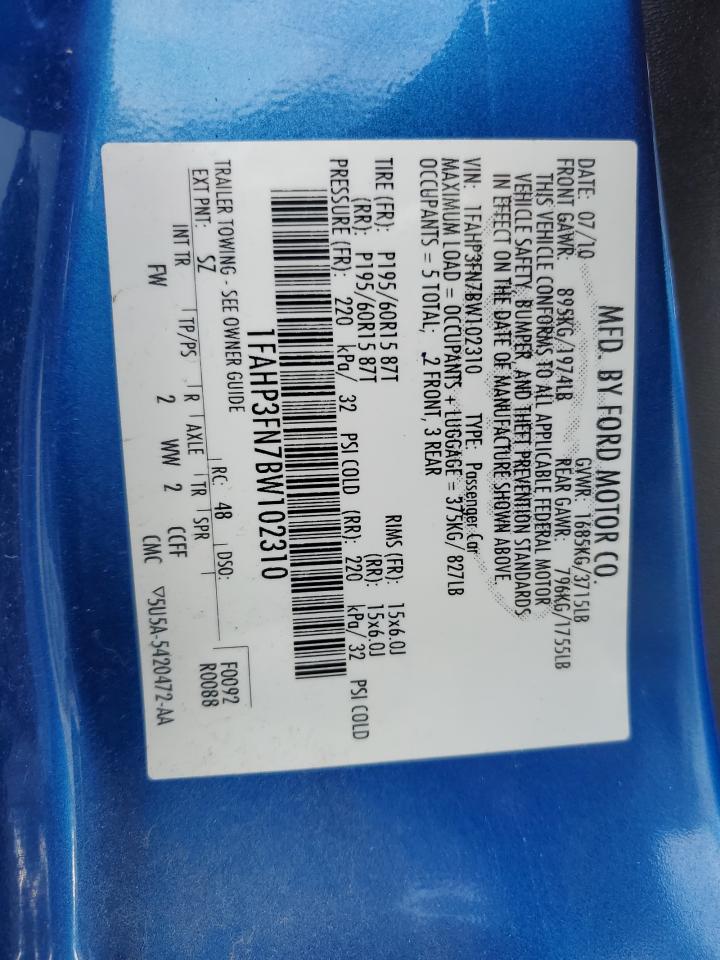 MFD. BY FORD MOTOR CO.
DATE: 07/10 GVWR: 1685KG/3715LB
FRONT GAWR: 895KG/1974LB REAR GAWR: 796KG/1755LB
THIS VEHICLE CONFORMS TO ALL APPLICABLE FEDERAL MOTOR
VEHICLE SAFETY, BUMPER, AND THEFT PREVENTION STANDARDS
IN EFFECT ON THE DATE OF MANUFACTURE SHOWN ABOVE.
VIN: 1FAHP3FN7BW102310 TYPE: Passenger Car
MAXIMUM LOAD = OCCUPANTS + LUGGAGE = 375KG/ 827LB
OCCUPANTS = 5 TOTAL, 2 FRONT, 3 REAR
TIRE (FR): P195/60R15 87T RIMS (FR): 15x6.0J
(RR): P195/60R15 87T (RR): 15x6.0J
PRESSURE (FR): 220 kPa/ 32 PSI COLD (RR): 220 kPa/ 32 PSI COLD
1FAHP3FN7BW102310
TRAILER TOWING - SEE OWNER GUIDE
F0092
EXT PNT: SZ RC: 48 DSO: R0088
INT TR TP/PS R AXLE TR SPR
FW 2 WW 2 CCFF CMC ▽5U5A-5420472-AA